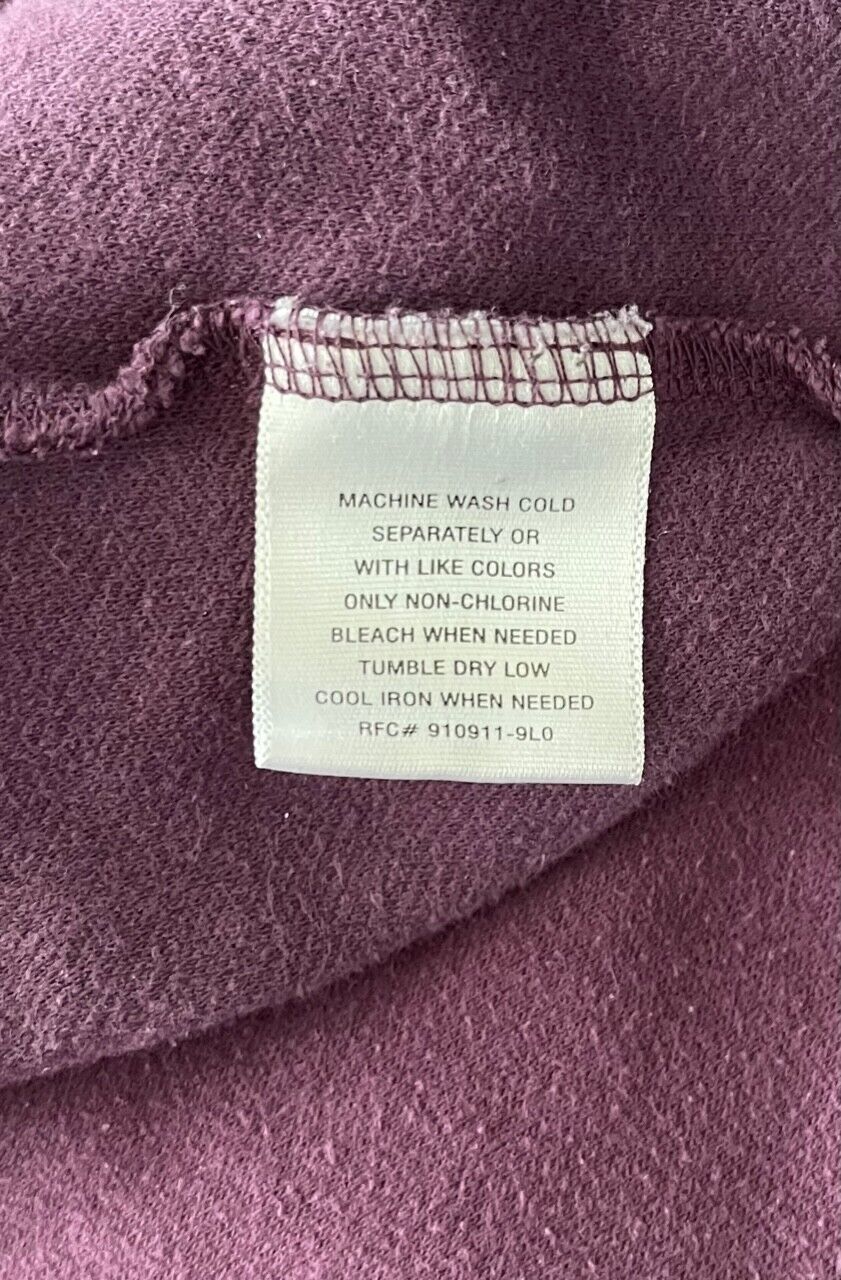 MACHINE WASH COLD
SEPARATELY OR
WITH LIKE COLORS
ONLY NON-CHLORINE
BLEACH WHEN NEEDED
TUMBLE DRY LOW
COOL IRON WHEN NEEDED
RFC# 910911-9L0